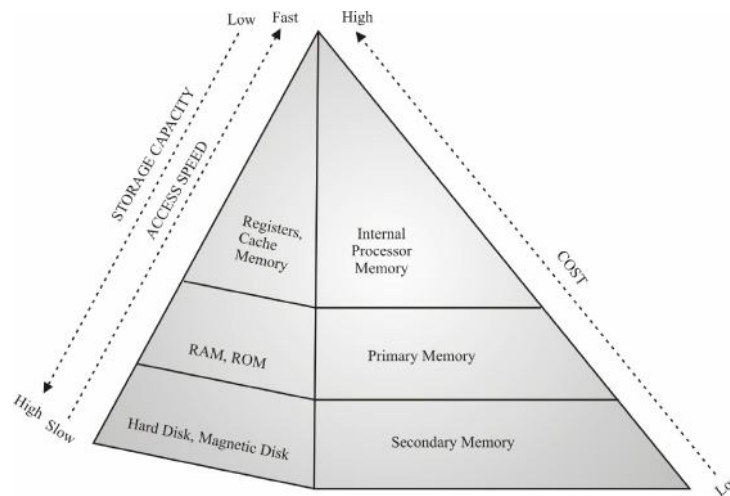 Low Fast High
STORAGE CAPACITY
ACCESS SPEED
COST
Registers,
Cache
Memory
Internal
Processor
Memory
RAM, ROM
Primary Memory
High Slow
Hard Disk, Magnetic Disk
Secondary Memory